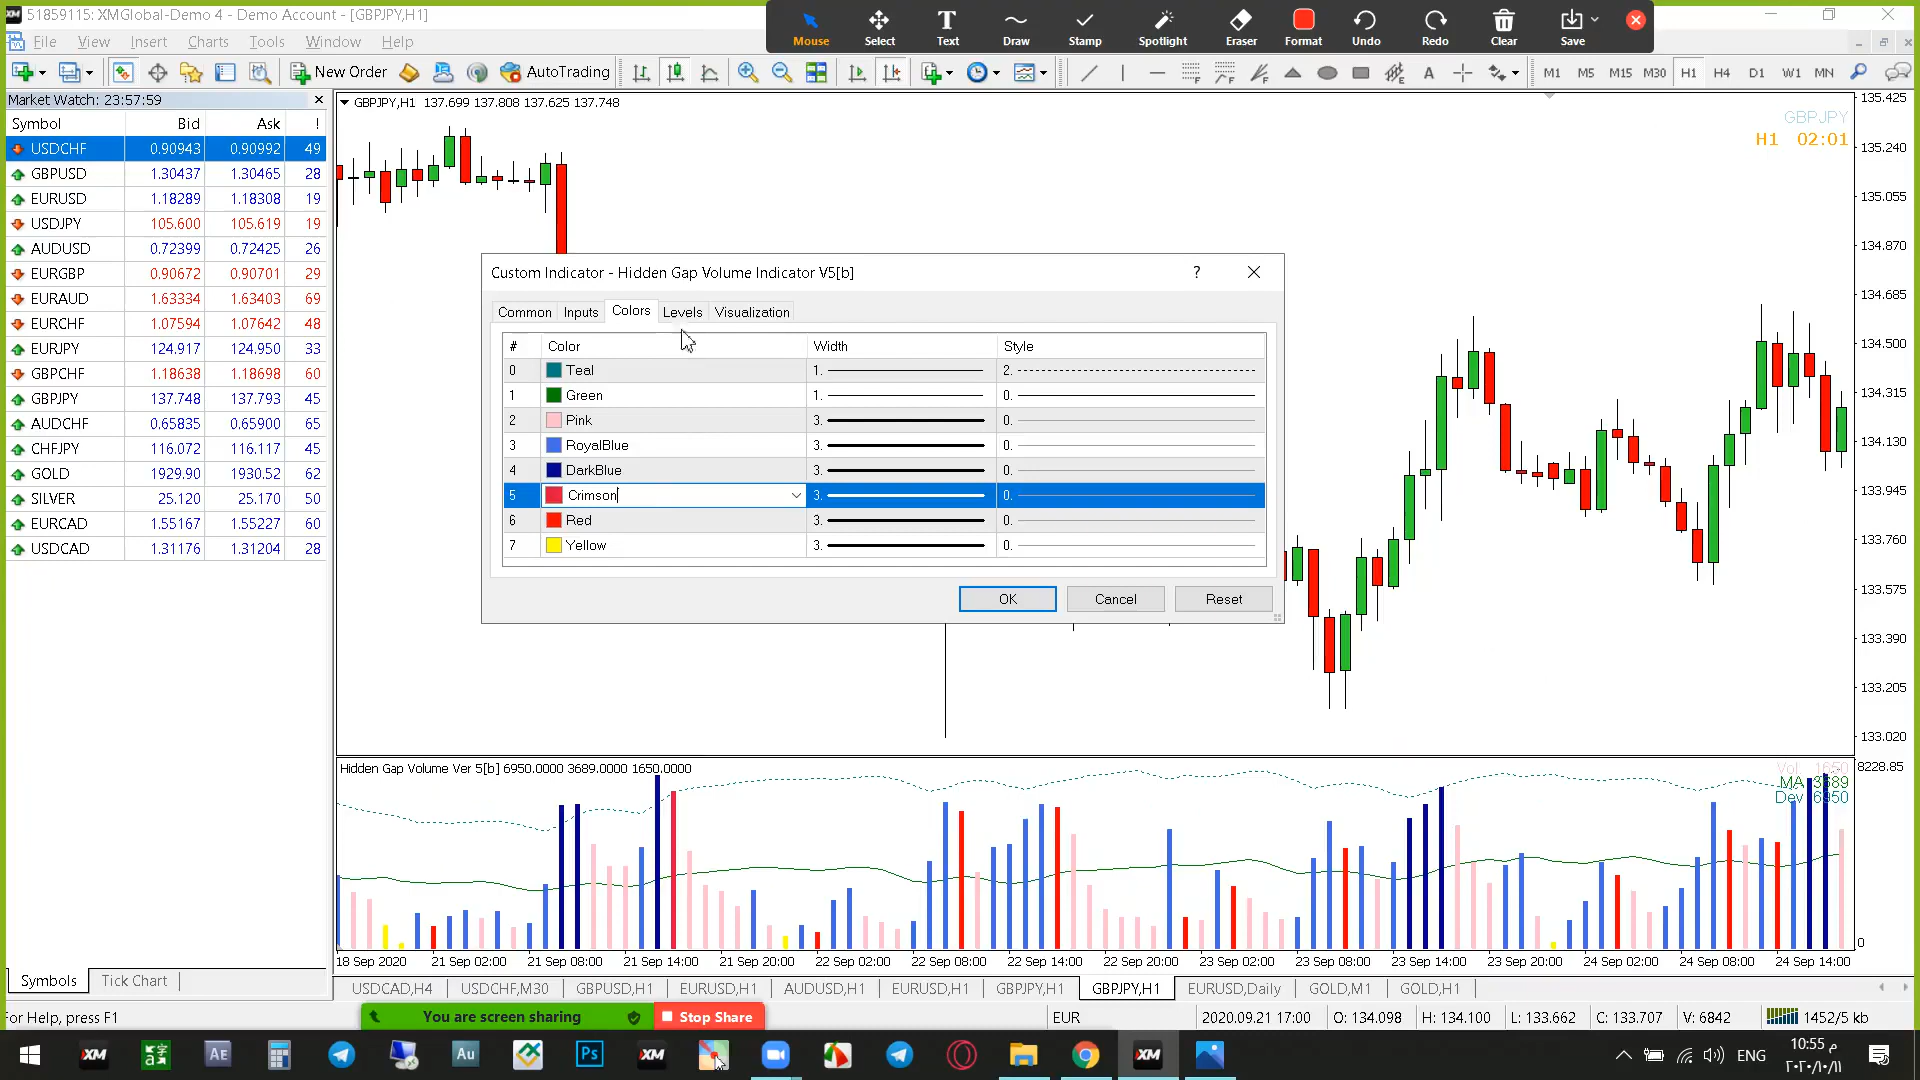 51859115: XMGlobal-Demo 4 - Demo Account - [GBPJPY,H1]
Mouse Select Text Draw Stamp Spotlight Eraser Format Undo Redo Clear Save
File View Insert Charts Tools Window Help
New Order AutoTrading A M1 M5 M15 M30 H1 H4 D1 W1 MN
Market Watch: 23:57:59
Symbol Bid Ask !
USDCHF 0.90943 0.90992 49
GBPUSD 1.30437 1.30465 28
EURUSD 1.18289 1.18308 19
USDJPY 105.600 105.619 19
AUDUSD 0.72399 0.72425 26
EURGBP 0.90672 0.90701 29
EURAUD 1.63334 1.63403 69
EURCHF 1.07594 1.07642 48
EURJPY 124.917 124.950 33
GBPCHF 1.18638 1.18698 60
GBPJPY 137.748 137.793 45
AUDCHF 0.65835 0.65900 65
CHFJPY 116.072 116.117 45
GOLD 1929.90 1930.52 62
SILVER 25.120 25.170 50
EURCAD 1.55167 1.55227 60
USDCAD 1.31176 1.31204 28
Symbols Tick Chart
GBPJPY,H1 137.699 137.808 137.625 137.748
GBPJPY
H1 02:01
135.425
135.240
135.055
134.870
134.685
134.500
134.315
134.130
133.945
133.760
133.575
133.390
133.205
133.020
Custom Indicator - Hidden Gap Volume Indicator V5[b] ?
Common Inputs Colors Levels Visualization
# Color Width Style
0 Teal 1. 2.
1 Green 1. 0.
2 Pink 3. 0.
3 RoyalBlue 3. 0.
4 DarkBlue 3. 0.
5 Crimson 3. 0.
6 Red 3. 0.
7 Yellow 3. 0.
OK Cancel Reset
Hidden Gap Volume Ver 5[b] 6950.0000 3689.0000 1650.0000
Vol 1650
MA 3689
Dev 6950
8228.85
0
18 Sep 2020 21 Sep 02:00 21 Sep 08:00 21 Sep 14:00 21 Sep 20:00 22 Sep 02:00 22 Sep 08:00 22 Sep 14:00 22 Sep 20:00 23 Sep 02:00 23 Sep 08:00 23 Sep 14:00 23 Sep 20:00 24 Sep 02:00 24 Sep 08:00 24 Sep 14:00
USDCAD,H4 USDCHF,M30 GBPUSD,H1 EURUSD,H1 AUDUSD,H1 EURUSD,H1 GBPJPY,H1 GBPJPY,H1 EURUSD,Daily GOLD,M1 GOLD,H1
For Help, press F1
You are screen sharing Stop Share
EUR 2020.09.21 17:00 O: 134.098 H: 134.100 L: 133.662 C: 133.707 V: 6842 1452/5 kb
XM AE Au Ps XM XM
ENG
10:55 م
٢٠٢٠/١٠/١١